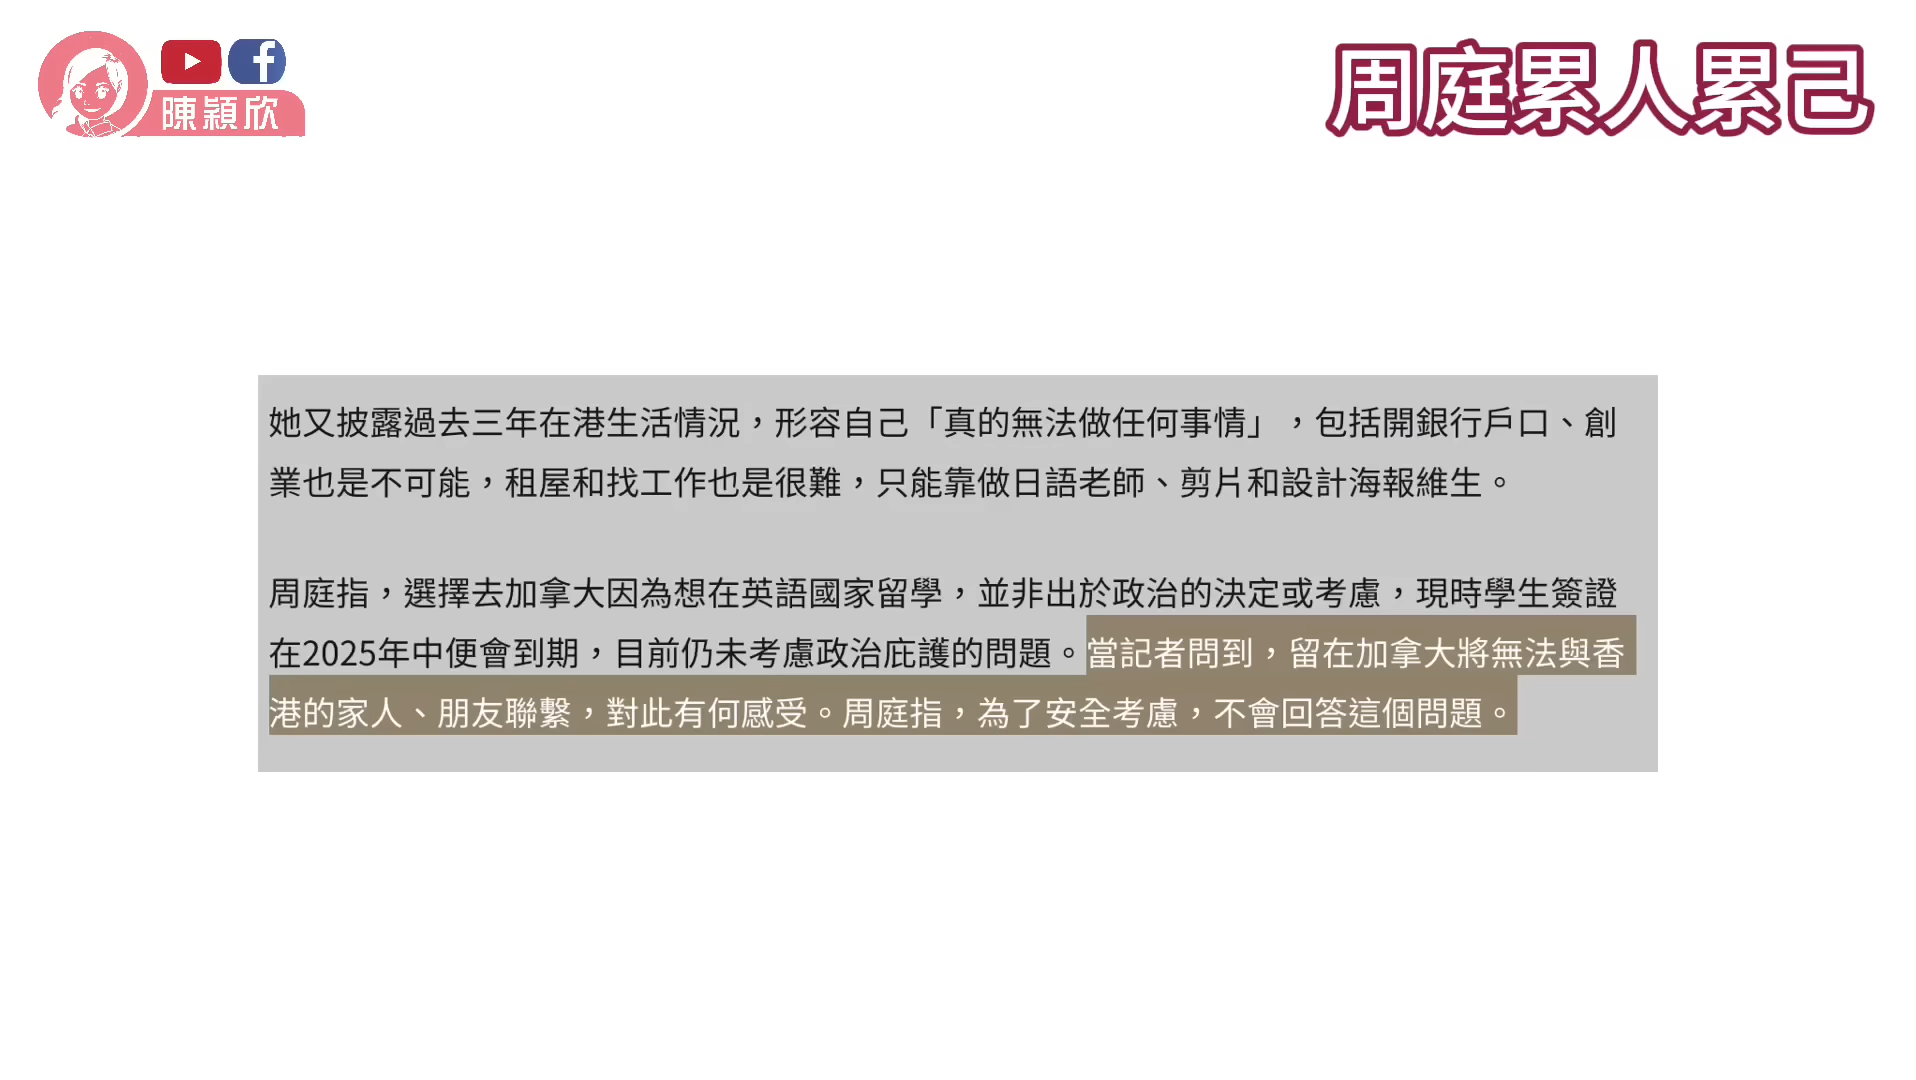 陳穎欣
周庭累人累己
她又披露過去三年在港生活情況，形容自己「真的無法做任何事情」，包括開銀行戶口、創
業也是不可能，租屋和找工作也是很難，只能靠做日語老師、剪片和設計海報維生。
周庭指，選擇去加拿大因為想在英語國家留學，並非出於政治的決定或考慮，現時學生簽證
在2025年中便會到期，目前仍未考慮政治庇護的問題。當記者問到，留在加拿大將無法與香
港的家人、朋友聯繫，對此有何感受。周庭指，為了安全考慮，不會回答這個問題。